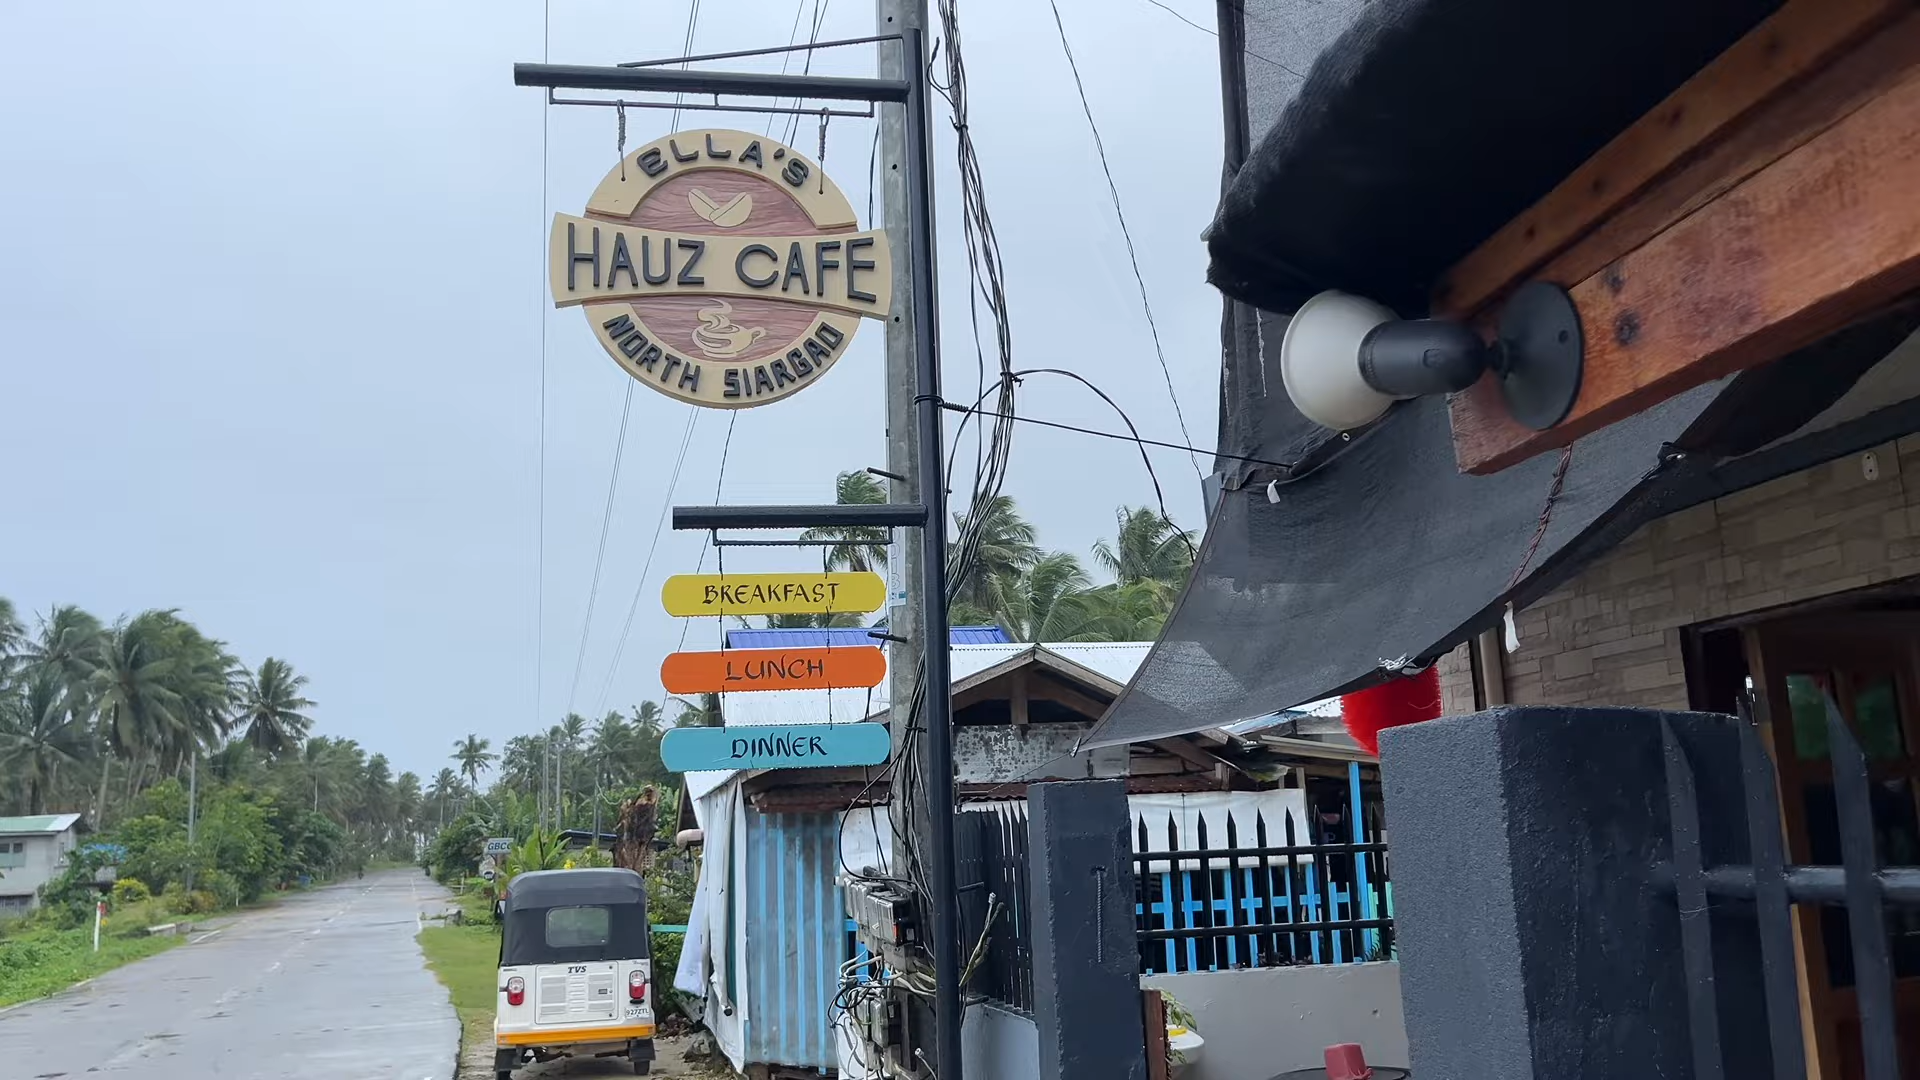 ELLA'S
HAUZ CAFE
NORTH SIARGAO
BREAKFAST
LUNCH
DINNER
TVS